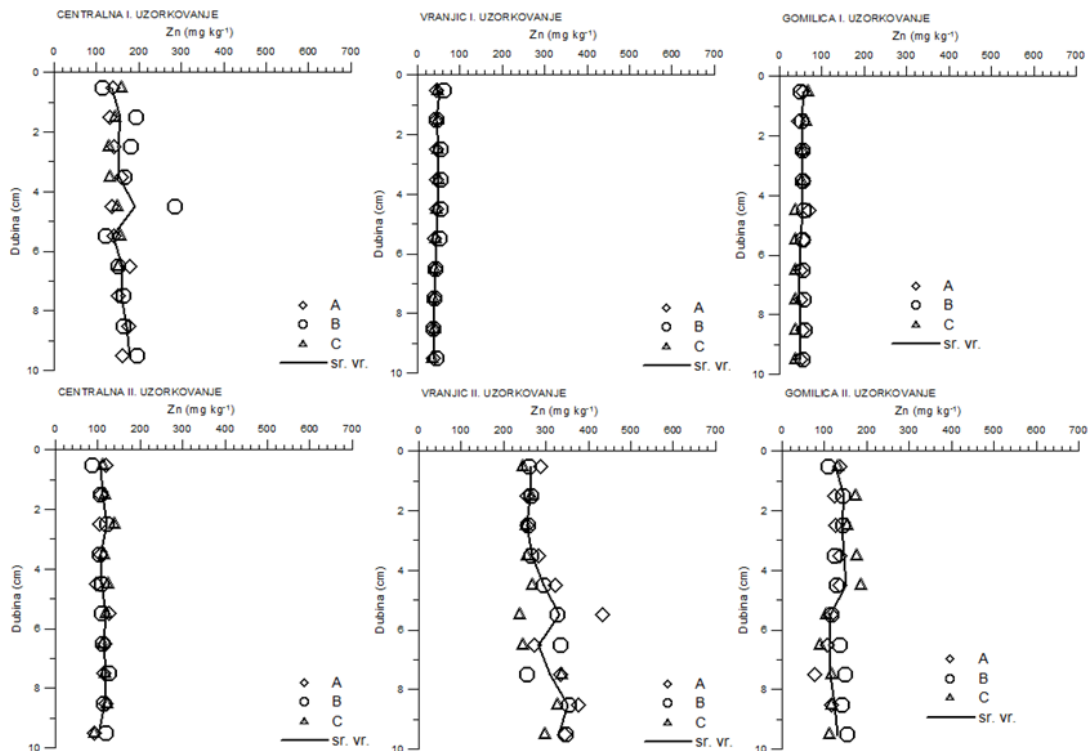 CENTRALNA I. UZORKOVANJE
Zn (mg kg⁻¹)
0 100 200 300 400 500 600 700
0
2
4
6
8
10
Dubina (cm)
A
B
C
sr. vr.
VRANJIC I. UZORKOVANJE
Zn (mg kg⁻¹)
0 100 200 300 400 500 600 700
0
2
4
6
8
10
Dubina (cm)
A
B
C
sr. vr.
GOMILICA I. UZORKOVANJE
Zn (mg kg⁻¹)
0 100 200 300 400 500 600 700
0
2
4
6
8
10
Dubina (cm)
A
B
C
sr. vr.
CENTRALNA II. UZORKOVANJE
Zn (mg kg⁻¹)
0 100 200 300 400 500 600 700
0
2
4
6
8
10
Dubina (cm)
A
B
C
sr. vr.
VRANJIC II. UZORKOVANJE
Zn (mg kg⁻¹)
0 100 200 300 400 500 600 700
0
2
4
6
8
10
Dubina (cm)
A
B
C
sr. vr.
GOMILICA II. UZORKOVANJE
Zn (mg kg⁻¹)
0 100 200 300 400 500 600 700
0
2
4
6
8
10
Dubina (cm)
A
B
C
sr. vr.